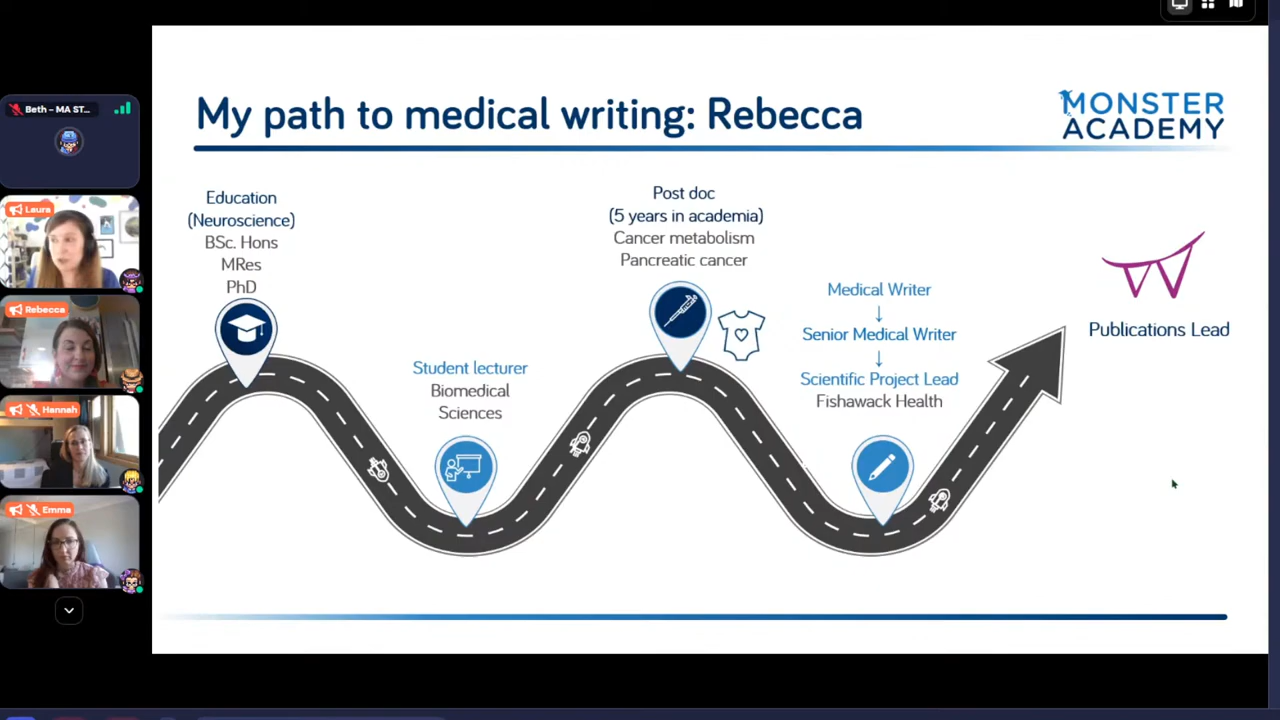 Beth – MA ST...
Laura
Rebecca
Hannah
Emma
My path to medical writing: Rebecca
MONSTER
ACADEMY
Education
(Neuroscience)
BSc. Hons
MRes
PhD
Student lecturer
Biomedical
Sciences
Post doc
(5 years in academia)
Cancer metabolism
Pancreatic cancer
Medical Writer
↓
Senior Medical Writer
↓
Scientific Project Lead
Fishawack Health
Publications Lead